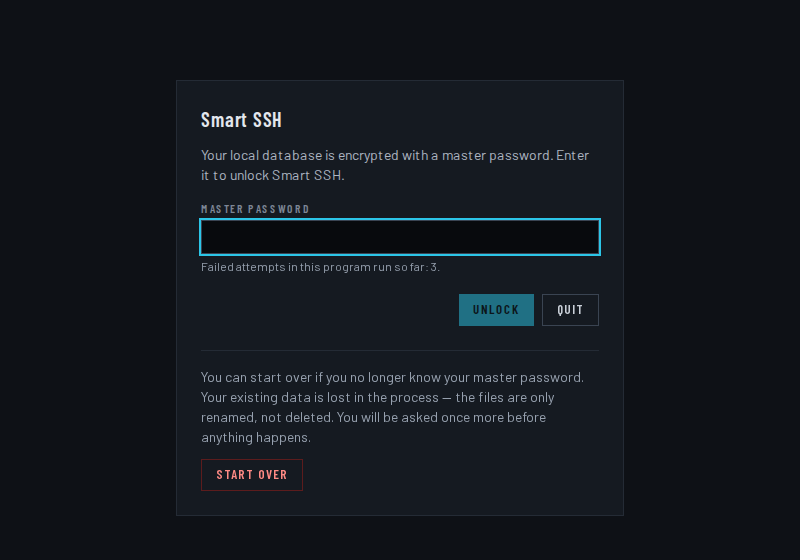 Smart SSH
Your local database is encrypted with a master password. Enter
it to unlock Smart SSH.
MASTER PASSWORD
Failed attempts in this program run so far: 3.
UNLOCK
QUIT
You can start over if you no longer know your master password.
Your existing data is lost in the process — the files are only
renamed, not deleted. You will be asked once more before
anything happens.
START OVER